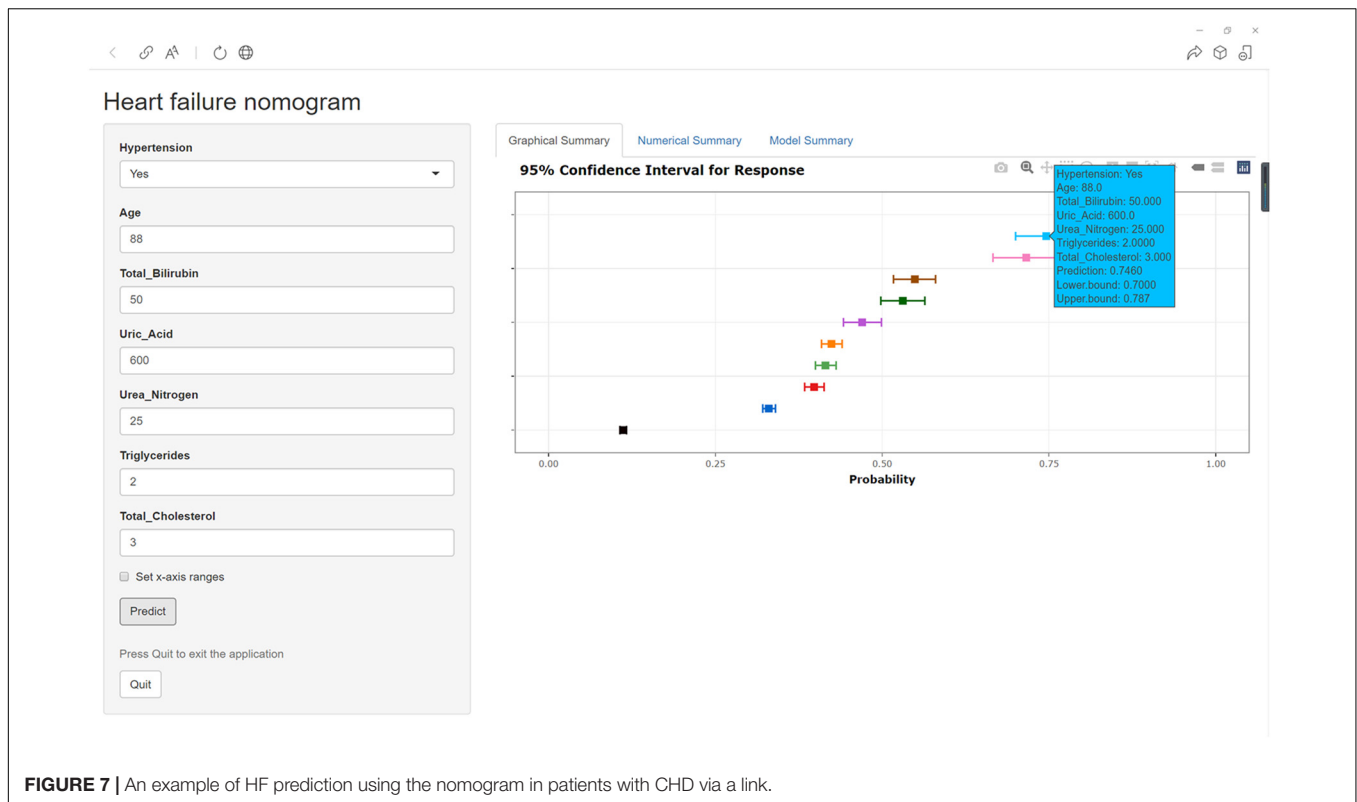 Heart failure nomogram
Hypertension
Yes
Age
88
Total_Bilirubin
50
Uric_Acid
600
Urea_Nitrogen
25
Triglycerides
2
Total_Cholesterol
3
Set x-axis ranges
Predict
Press Quit to exit the application
Quit
Graphical Summary Numerical Summary Model Summary
95% Confidence Interval for Response
Hypertension: Yes
Age: 88.0
Total_Bilirubin: 50.000
Uric_Acid: 600.0
Urea_Nitrogen: 25.000
Triglycerides: 2.0000
Total_Cholesterol: 3.000
Prediction: 0.7460
Lower.bound: 0.7000
Upper.bound: 0.787
0.00 0.25 0.50 0.75 1.00
Probability
FIGURE 7 | An example of HF prediction using the nomogram in patients with CHD via a link.